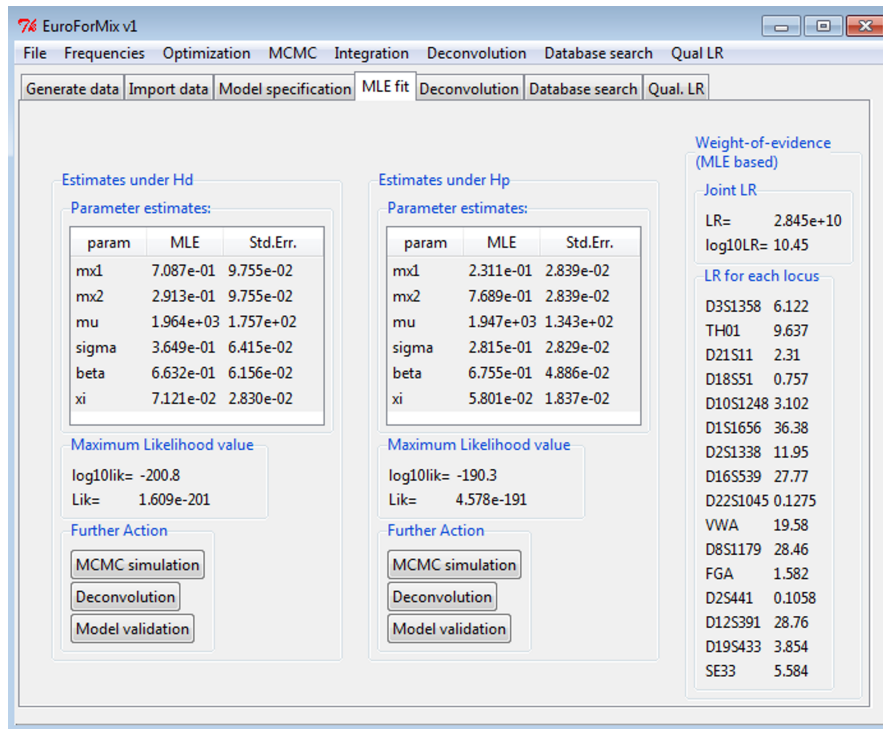 7% EuroForMix v1
File Frequencies Optimization MCMC Integration Deconvolution Database search Qual LR
Generate data Import data Model specification MLE fit Deconvolution Database search Qual. LR
Estimates under Hd
Parameter estimates:
param MLE Std.Err.
mx1 7.087e-01 9.755e-02
mx2 2.913e-01 9.755e-02
mu 1.964e+03 1.757e+02
sigma 3.649e-01 6.415e-02
beta 6.632e-01 6.156e-02
xi 7.121e-02 2.830e-02
Maximum Likelihood value
log10lik= -200.8
Lik= 1.609e-201
Further Action
MCMC simulation
Deconvolution
Model validation
Estimates under Hp
Parameter estimates:
param MLE Std.Err.
mx1 2.311e-01 2.839e-02
mx2 7.689e-01 2.839e-02
mu 1.947e+03 1.343e+02
sigma 2.815e-01 2.829e-02
beta 6.755e-01 4.886e-02
xi 5.801e-02 1.837e-02
Maximum Likelihood value
log10lik= -190.3
Lik= 4.578e-191
Further Action
MCMC simulation
Deconvolution
Model validation
Weight-of-evidence
(MLE based)
Joint LR
LR= 2.845e+10
log10LR= 10.45
LR for each locus
D3S1358 6.122
TH01 9.637
D21S11 2.31
D18S51 0.757
D10S1248 3.102
D1S1656 36.38
D2S1338 11.95
D16S539 27.77
D22S1045 0.1275
VWA 19.58
D8S1179 28.46
FGA 1.582
D2S441 0.1058
D12S391 28.76
D19S433 3.854
SE33 5.584